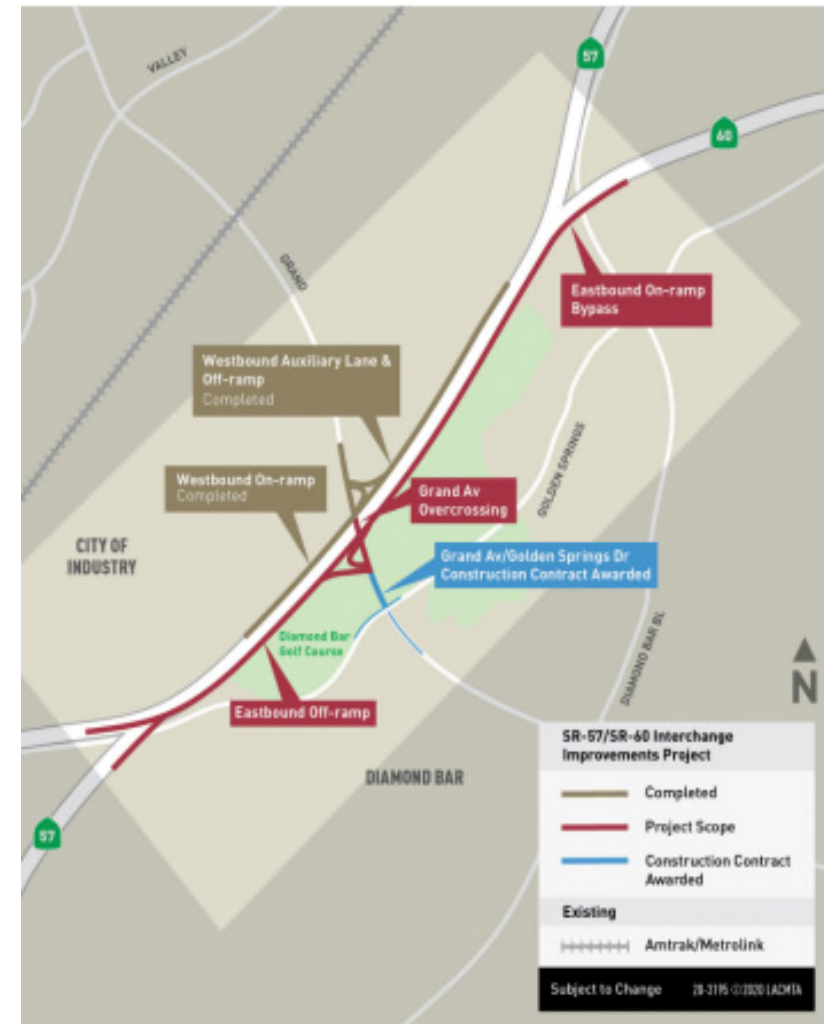 57
VALLEY
60
GRAND
Eastbound On-ramp
Bypass
Westbound Auxiliary Lane &
Off-ramp
Completed
GOLDEN SPRINGS
Westbound On-ramp
Completed
Grand Av
Overcrossing
CITY OF
INDUSTRY
Grand Av/Golden Springs Dr
Construction Contract Awarded
Diamond Bar
Golf Course
DIAMOND BAR BL
N
Eastbound Off-ramp
DIAMOND BAR
57
SR-57/SR-60 Interchange
Improvements Project
Completed
Project Scope
Construction Contract
Awarded
Existing
Amtrak/Metrolink
Subject to Change 20-3195 ©2020 LACMTA